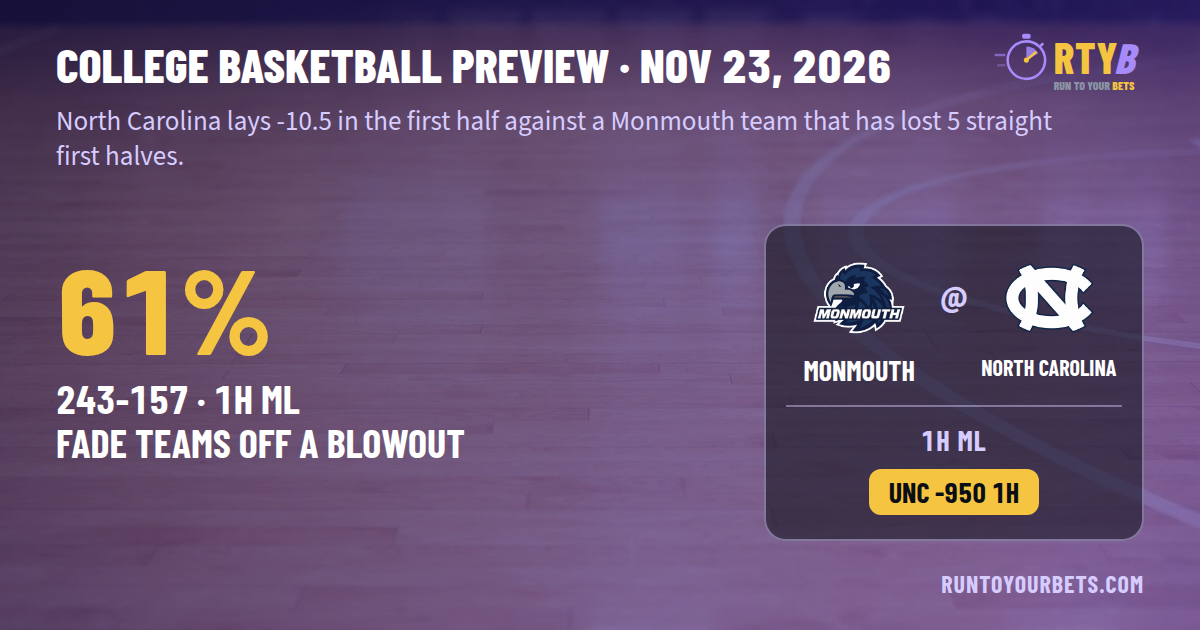 COLLEGE BASKETBALL PREVIEW · NOV 23, 2026
RTYB
RUN TO YOUR BETS
North Carolina lays -10.5 in the first half against a Monmouth team that has lost 5 straight
first halves.
61%
243-157 · 1H ML
FADE TEAMS OFF A BLOWOUT
MONMOUTH
@
NC
MONMOUTH
NORTH CAROLINA
1H ML
UNC -950 1H
RUNTOYOURBETS.COM